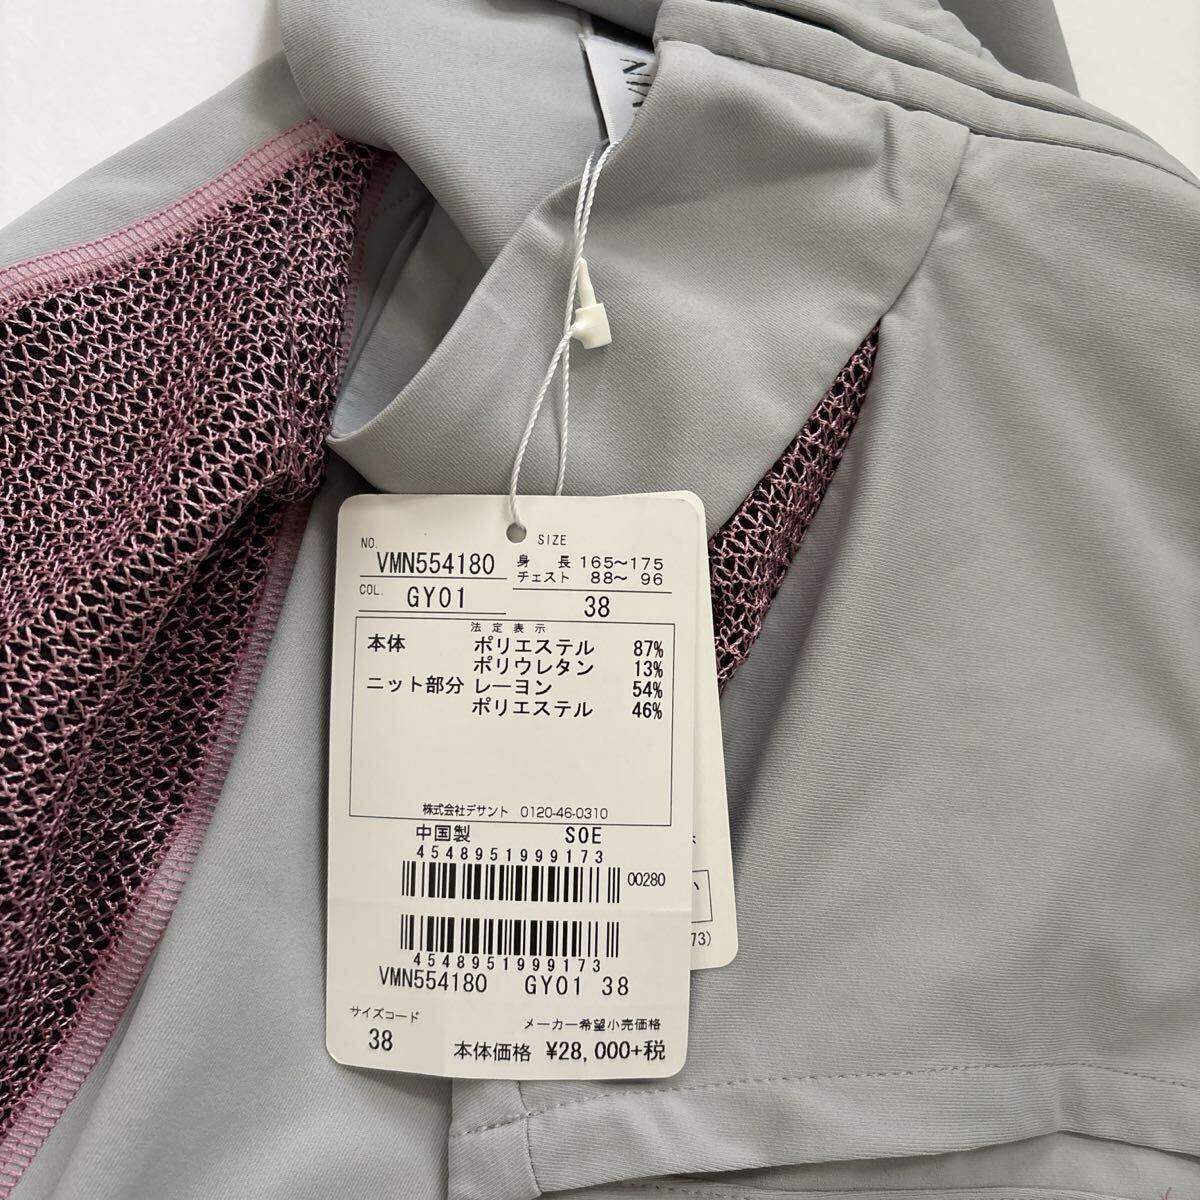 NO. VMN554180
COL. GY01
SIZE
身 長 165～175
チェスト 88～ 96
38
法 定 表 示
本体 ポリエステル 87%
ポリウレタン 13%
ニット部分 レーヨン 54%
ポリエステル 46%
株式会社デサント 0120-46-0310
中国製 SOE
4548951999173
00280
4548951999173
VMN554180 GY01 38
サイズコード
38
メーカー希望小売価格
本体価格 ¥28,000+税
73)